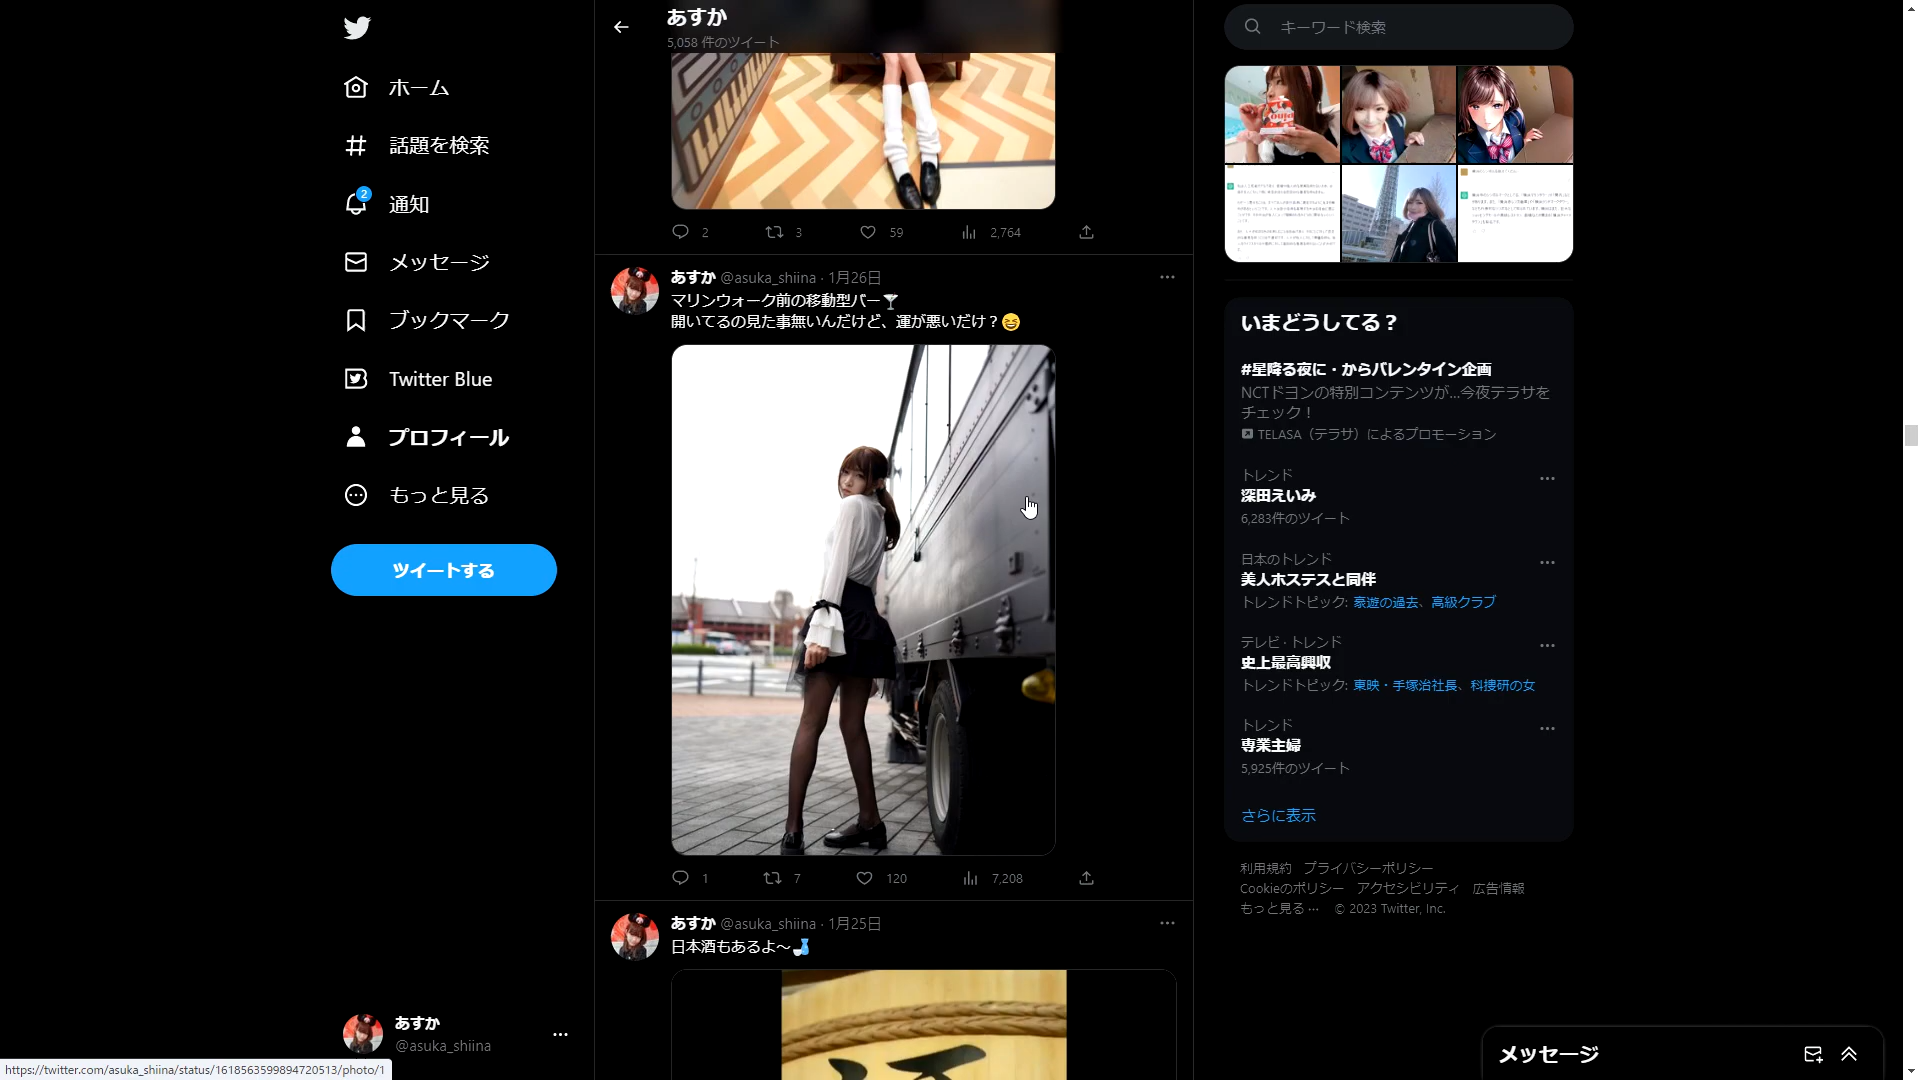 ホーム
話題を検索
2
通知
メッセージ
ブックマーク
Twitter Blue
プロフィール
もっと見る
ツイートする
あすか
@asuka_shiina
https://twitter.com/asuka_shiina/status/1618563599894720513/photo/1
あすか
5,058 件のツイート
2
3
59
2,764
あすか @asuka_shiina · 1月26日
マリンウォーク前の移動型バー🍸
開いてるの見た事無いんだけど、運が悪いだけ？😆
1
7
120
7,208
あすか @asuka_shiina · 1月25日
日本酒もあるよ〜🍶
キーワード検索
いまどうしてる？
#星降る夜に・からバレンタイン企画
NCTドヨンの特別コンテンツが...今夜テラサを
チェック！
TELASA（テラサ）によるプロモーション
トレンド
深田えいみ
6,283件のツイート
日本のトレンド
美人ホステスと同伴
トレンドトピック: 豪遊の過去、高級クラブ
テレビ · トレンド
史上最高興収
トレンドトピック: 東映・手塚治社長、科捜研の女
トレンド
専業主婦
5,925件のツイート
さらに表示
利用規約 プライバシーポリシー
Cookieのポリシー アクセシビリティ 広告情報
もっと見る ··· © 2023 Twitter, Inc.
メッセージ